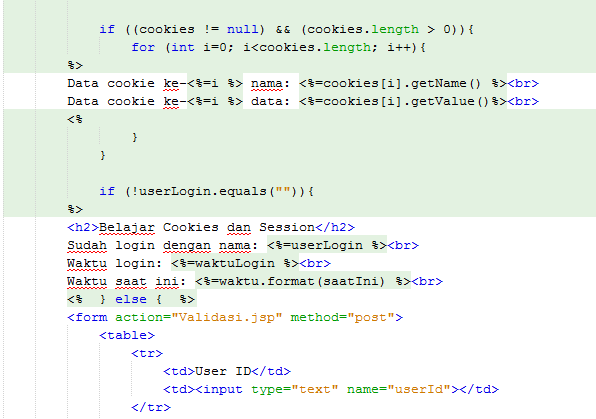 if ((cookies != null) && (cookies.length > 0)){
for (int i=0; i<cookies.length; i++){
%>
Data cookie ke-<%=i %> nama: <%=cookies[i].getName() %><br>
Data cookie ke-<%=i %> data: <%=cookies[i].getValue()%><br>
<%
}
}
if (!userLogin.equals("")){
%>
<h2>Belajar Cookies dan Session</h2>
Sudah login dengan nama: <%=userLogin %><br>
Waktu login: <%=waktuLogin %><br>
Waktu saat ini: <%=waktu.format(saatIni) %><br>
<%  } else {  %>
<form action="Validasi.jsp" method="post">
<table>
<tr>
<td>User ID</td>
<td><input type="text" name="userId"></td>
</tr>